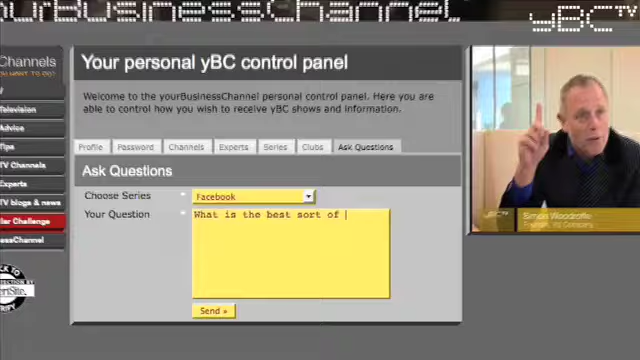 ourBusinessChannel
yBCTV
Channels
Your personal yBC control panel
Welcome to the yourBusinessChannel personal control panel. Here you are
able to control how you wish to receive yBC shows and information.
Television
Advice
Tips
TV Channels
Experts
TV blogs & news
lar Challenge
essChannel
Profile Password Channels Experts Series Clubs Ask Questions
Ask Questions
Choose Series Facebook
Your Question What is the best sort of
Send »
Simon Woodroffe